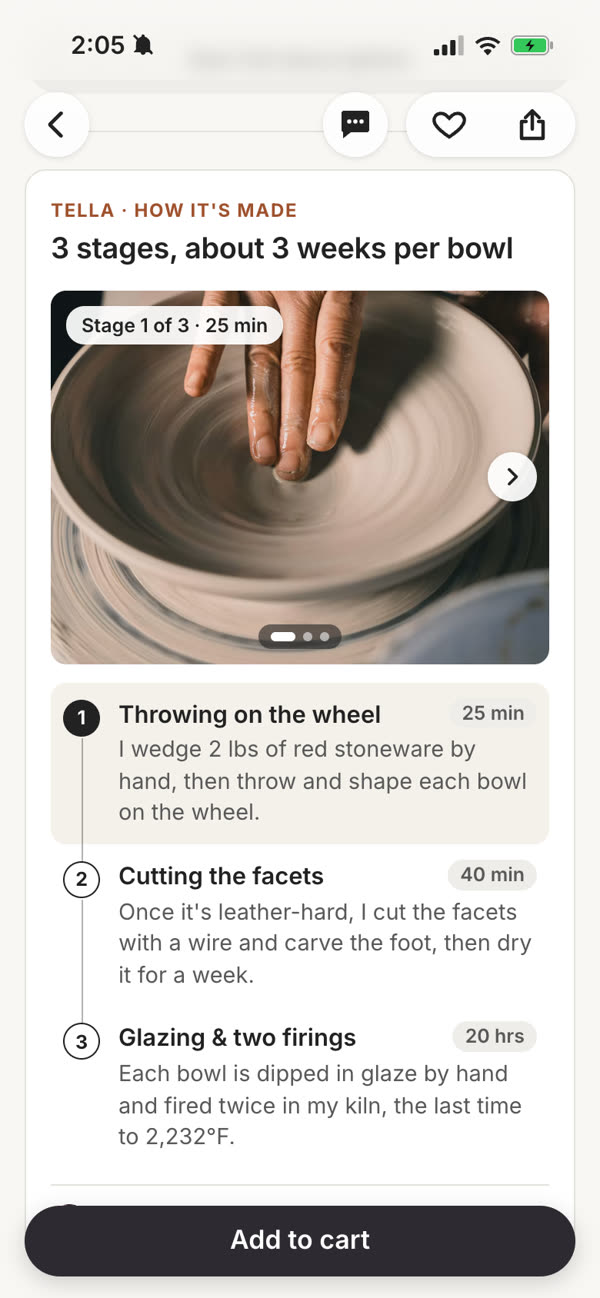 2:05
TELLA · HOW IT'S MADE
3 stages, about 3 weeks per bowl
Stage 1 of 3 · 25 min
1
Throwing on the wheel
25 min
I wedge 2 lbs of red stoneware by
hand, then throw and shape each bowl
on the wheel.
2
Cutting the facets
40 min
Once it's leather-hard, I cut the facets
with a wire and carve the foot, then dry
it for a week.
3
Glazing & two firings
20 hrs
Each bowl is dipped in glaze by hand
and fired twice in my kiln, the last time
to 2,232°F.
Add to cart